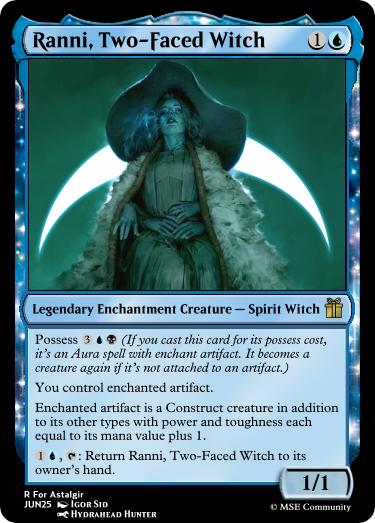 Ranni, Two-Faced Witch 1
Legendary Enchantment Creature — Spirit Witch
Possess 3 (If you cast this card for its possess cost,
it's an Aura spell with enchant artifact. It becomes a
creature again if it's not attached to an artifact.)
You control enchanted artifact.
Enchanted artifact is a Construct creature in addition
to its other types with power and toughness each
equal to its mana value plus 1.
1 , : Return Ranni, Two-Faced Witch to its
owner's hand.
1/1
R For Astalgir
JUN25 Igor Sid
Hydrahead Hunter
© MSE Community